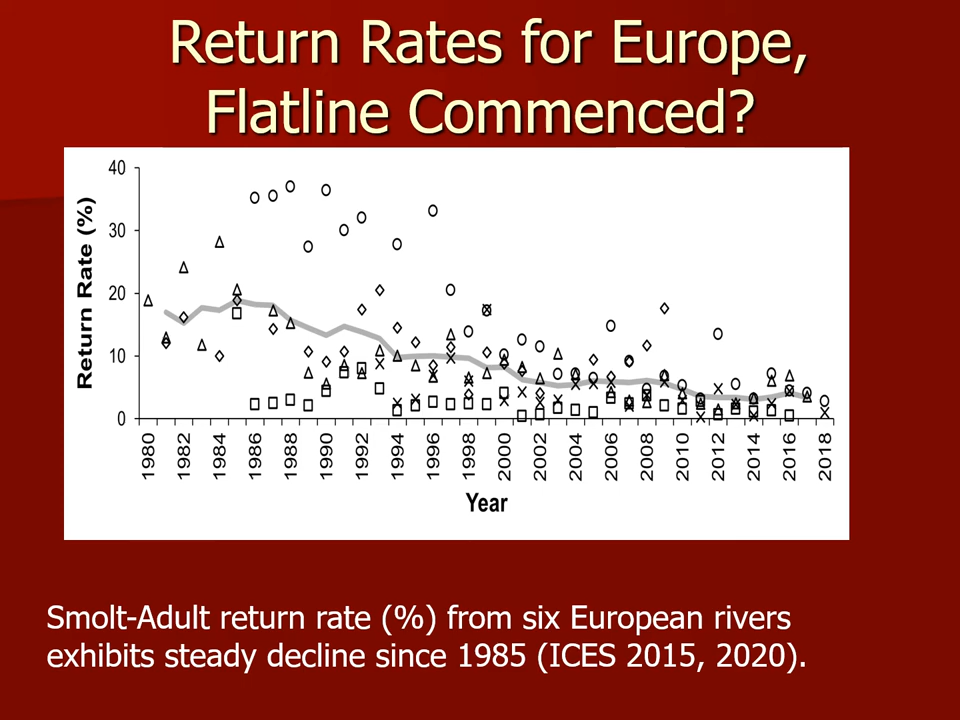 Return Rates for Europe,
Flatline Commenced?
40
30
20
10
0
Return Rate (%)
1980 1982 1984 1986 1988 1990 1992 1994 1996 1998 2000 2002 2004 2006 2008 2010 2012 2014 2016 2018
Year
Smolt-Adult return rate (%) from six European rivers
exhibits steady decline since 1985 (ICES 2015, 2020).